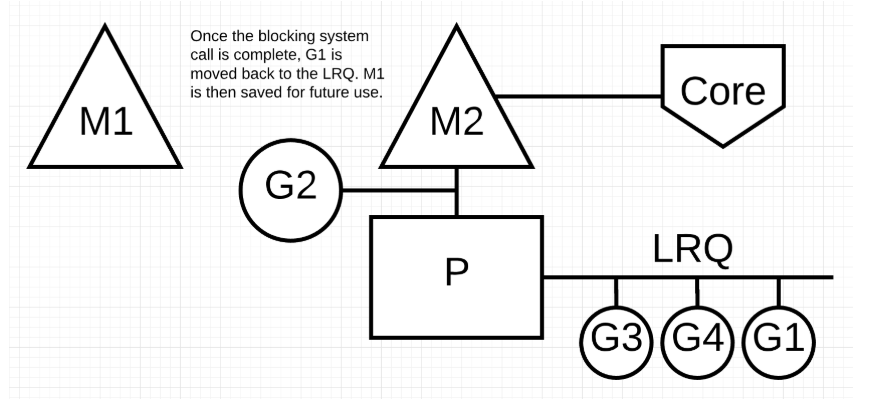 Once the blocking system
call is complete, G1 is
moved back to the LRQ. M1
is then saved for future use.
M1
M2
Core
G2
P
LRQ
G3
G4
G1